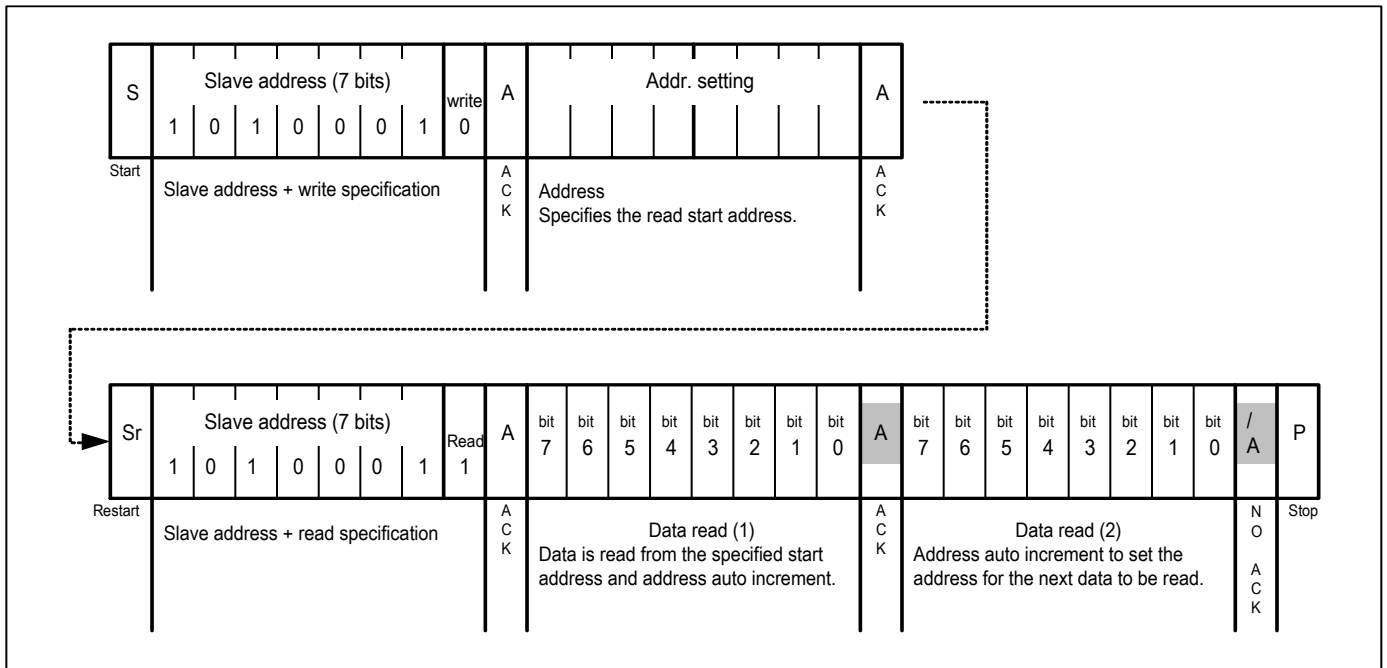 S
Slave address (7 bits)
write
A
Addr. setting
A
1 0 1 0 0 0 1 0
Start
Slave address + write specification
A
C
K
Address
Specifies the read start address.
A
C
K
Sr
Slave address (7 bits)
Read
A
bit bit bit bit bit bit bit bit
7 6 5 4 3 2 1 0
A
bit bit bit bit bit bit bit bit
7 6 5 4 3 2 1 0
/
A
P
1 0 1 0 0 0 1 1
Restart
Slave address + read specification
A
C
K
Data read (1)
Data is read from the specified start
address and address auto increment.
A
C
K
Data read (2)
Address auto increment to set the
address for the next data to be read.
N
O
A
C
K
Stop